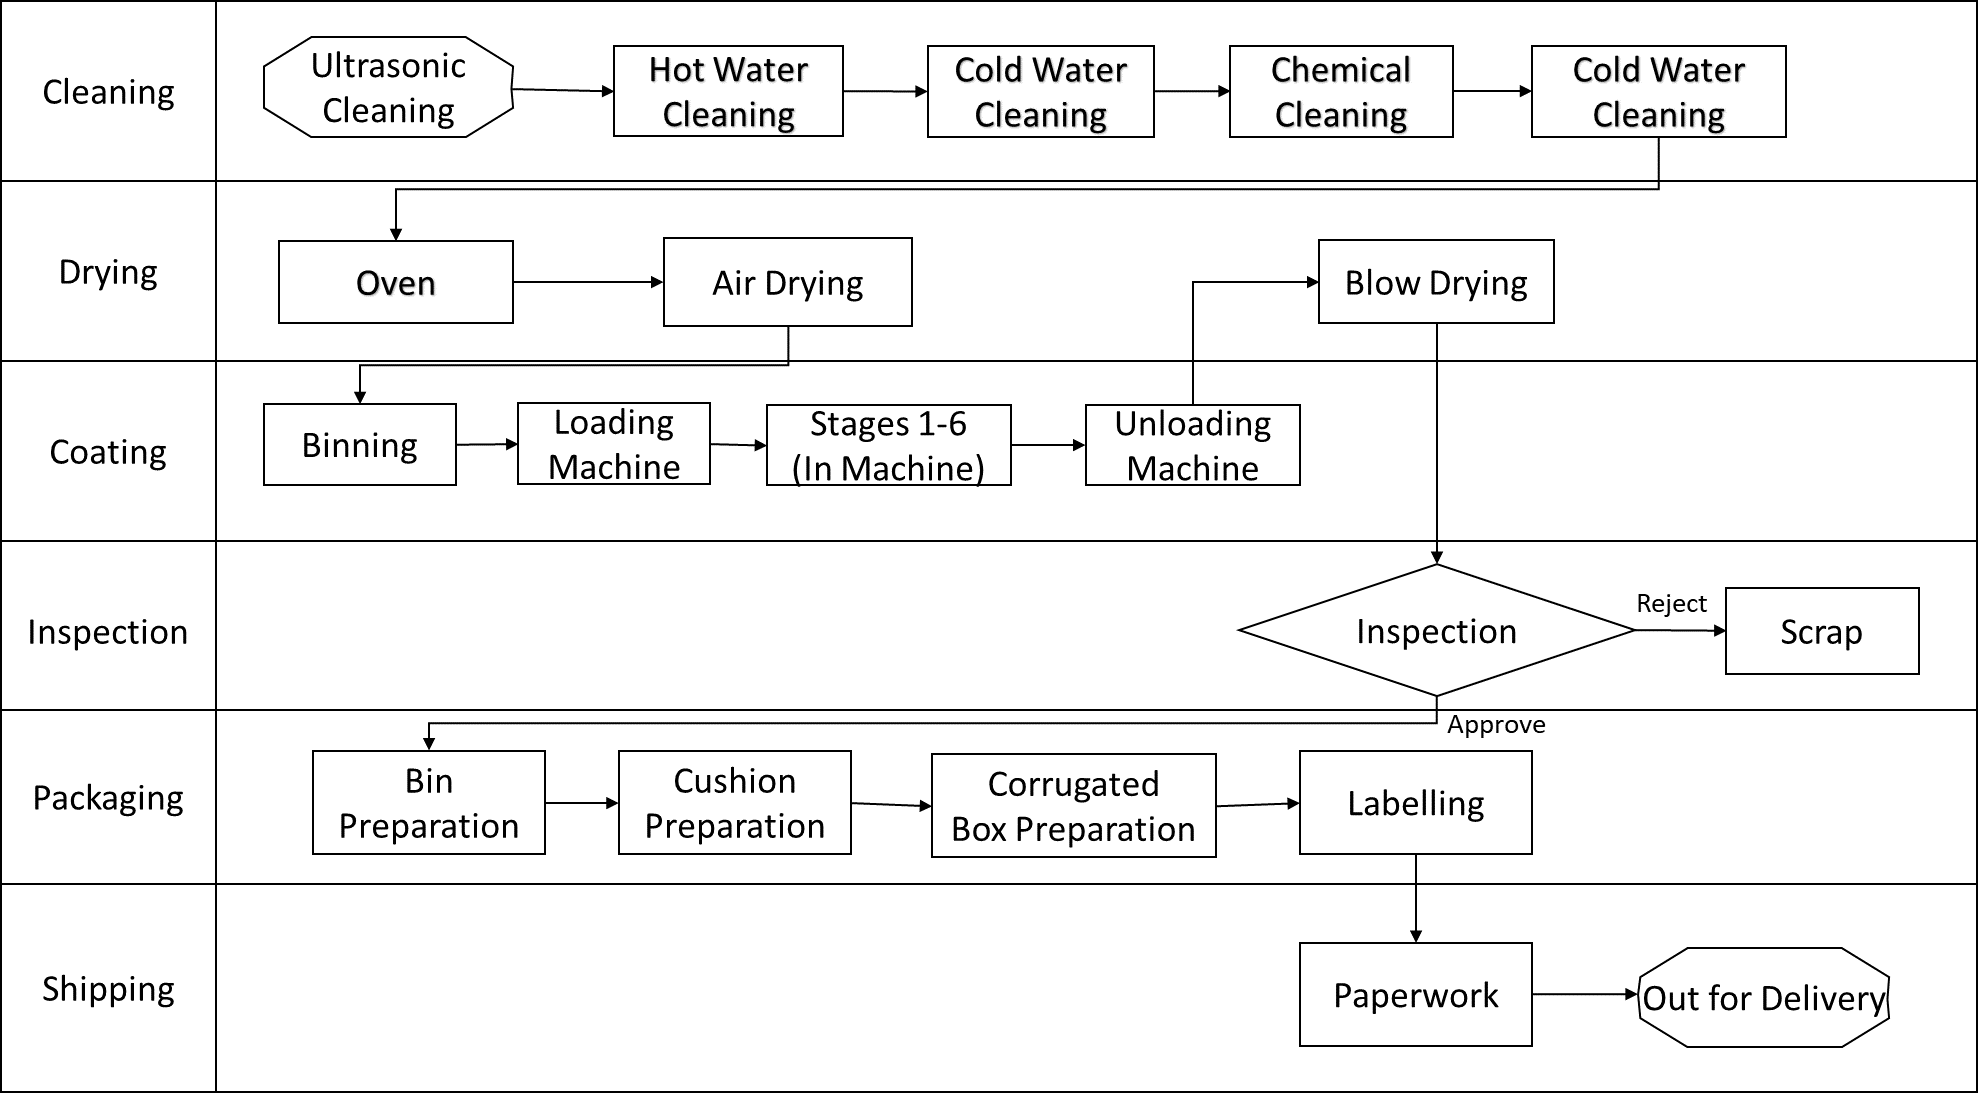 Cleaning
Ultrasonic
Cleaning
Hot Water
Cleaning
Cold Water
Cleaning
Chemical
Cleaning
Cold Water
Cleaning
Drying
Oven
Air Drying
Blow Drying
Coating
Binning
Loading
Machine
Stages 1-6
(In Machine)
Unloading
Machine
Inspection
Inspection
Reject
Scrap
Approve
Packaging
Bin
Preparation
Cushion
Preparation
Corrugated
Box Preparation
Labelling
Shipping
Paperwork
Out for Delivery